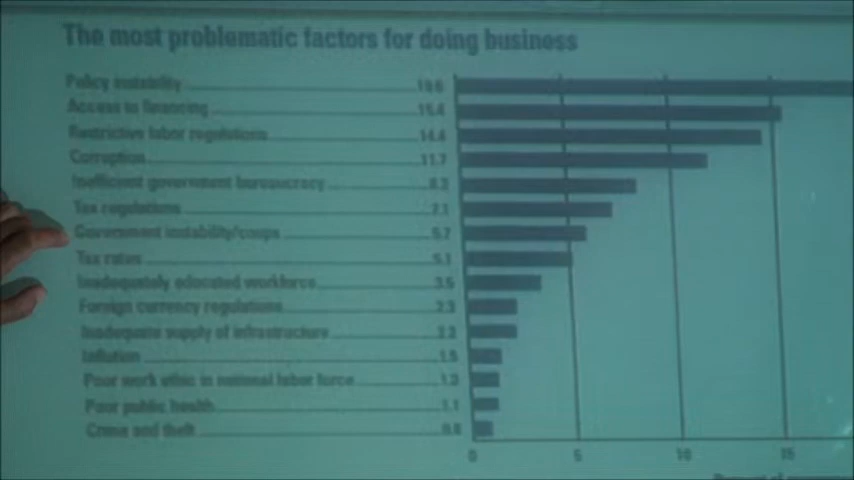 The most problematic factors for doing business
Policy instability 19.6
Access to financing 15.4
Restrictive labor regulations 14.4
Corruption 11.7
Inefficient government bureaucracy 8.2
Tax regulations 7.1
Government instability/coups 5.7
Tax rates 5.1
Inadequately educated workforce 3.5
Foreign currency regulations 2.3
Inadequate supply of infrastructure 2.2
Inflation 1.5
Poor work ethic in national labor force 1.3
Poor public health 1.1
Crime and theft
0 5 10 15
Percent of